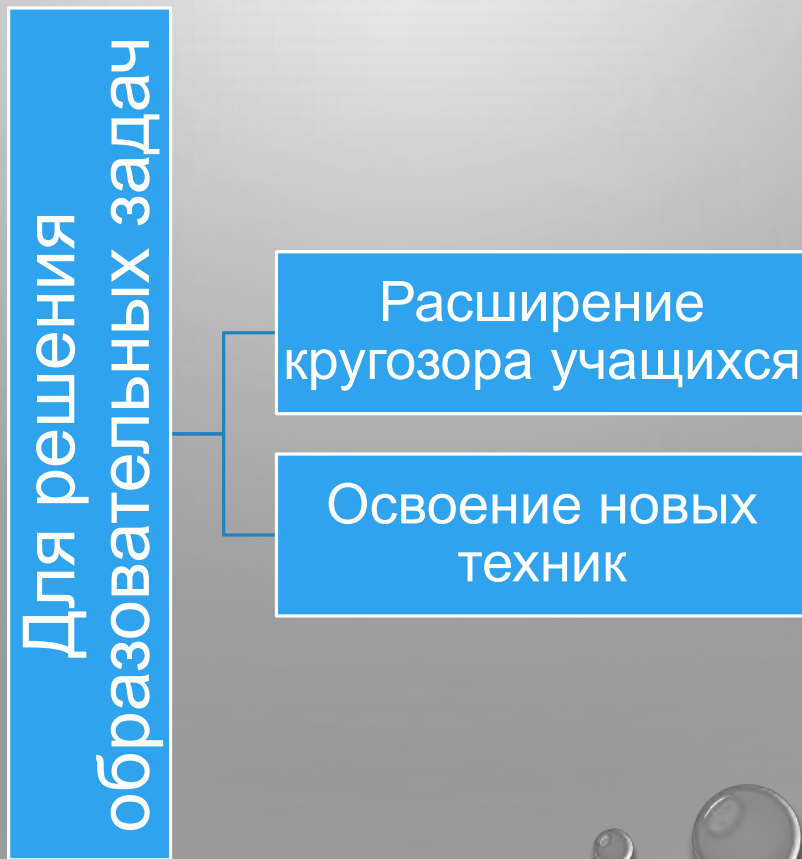 Для решения
образовательных задач
Расширение
кругозора учащихся
Освоение новых
техник